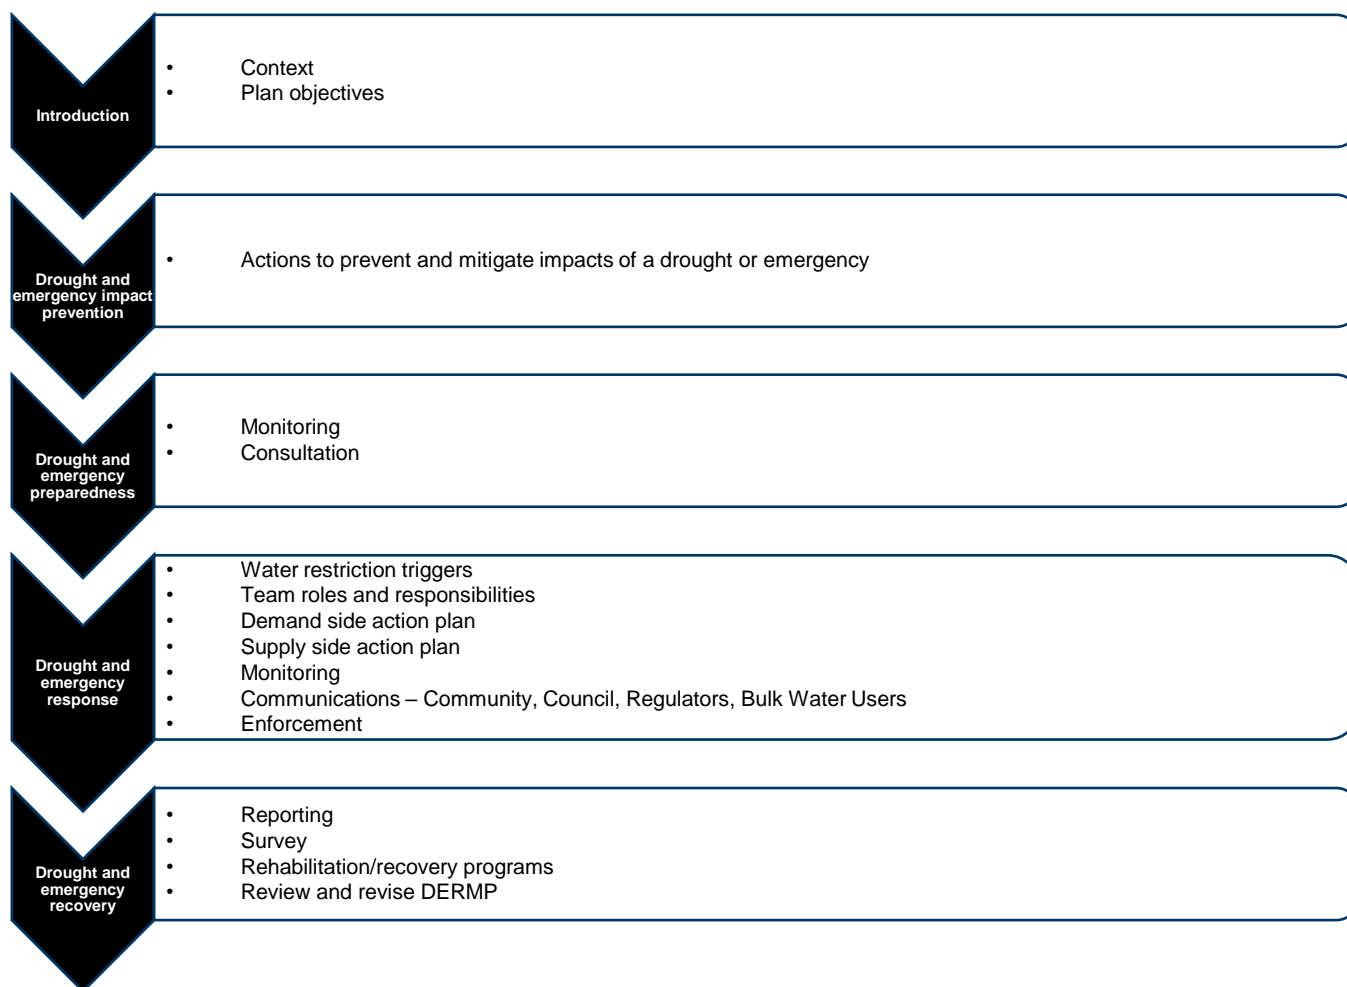 Introduction
• Context
• Plan objectives
Drought and
emergency impact
prevention
• Actions to prevent and mitigate impacts of a drought or emergency
Drought and
emergency
preparedness
• Monitoring
• Consultation
Drought and
emergency
response
• Water restriction triggers
• Team roles and responsibilities
• Demand side action plan
• Supply side action plan
• Monitoring
• Communications – Community, Council, Regulators, Bulk Water Users
• Enforcement
Drought and
emergency
recovery
• Reporting
• Survey
• Rehabilitation/recovery programs
• Review and revise DERMP